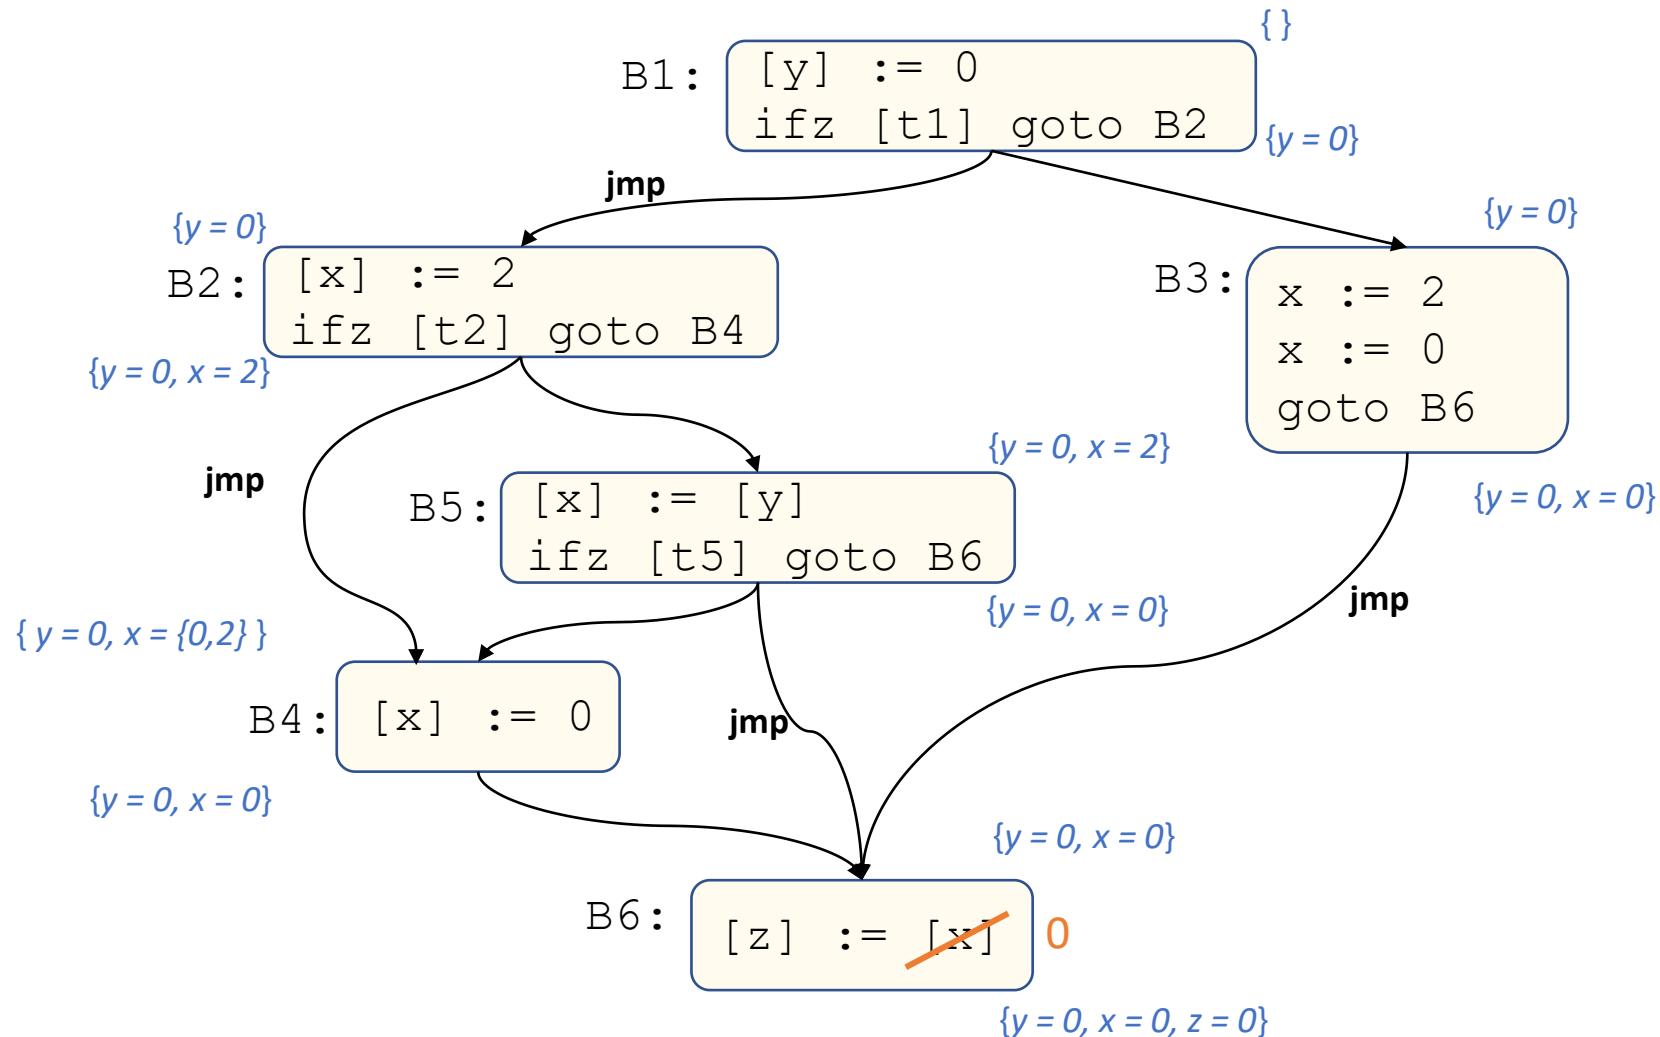 { }
B1:
[y] := 0
ifz [t1] goto B2
{y = 0}
jmp
{y = 0}
{y = 0}
B2:
[x] := 2
ifz [t2] goto B4
{y = 0, x = 2}
B3:
x := 2
x := 0
goto B6
{y = 0, x = 0}
jmp
{y = 0, x = 2}
B5:
[x] := [y]
ifz [t5] goto B6
{y = 0, x = 0}
jmp
{ y = 0, x = {0,2} }
B4:
[x] := 0
{y = 0, x = 0}
jmp
{y = 0, x = 0}
B6:
[z] := [x] 0
{y = 0, x = 0, z = 0}